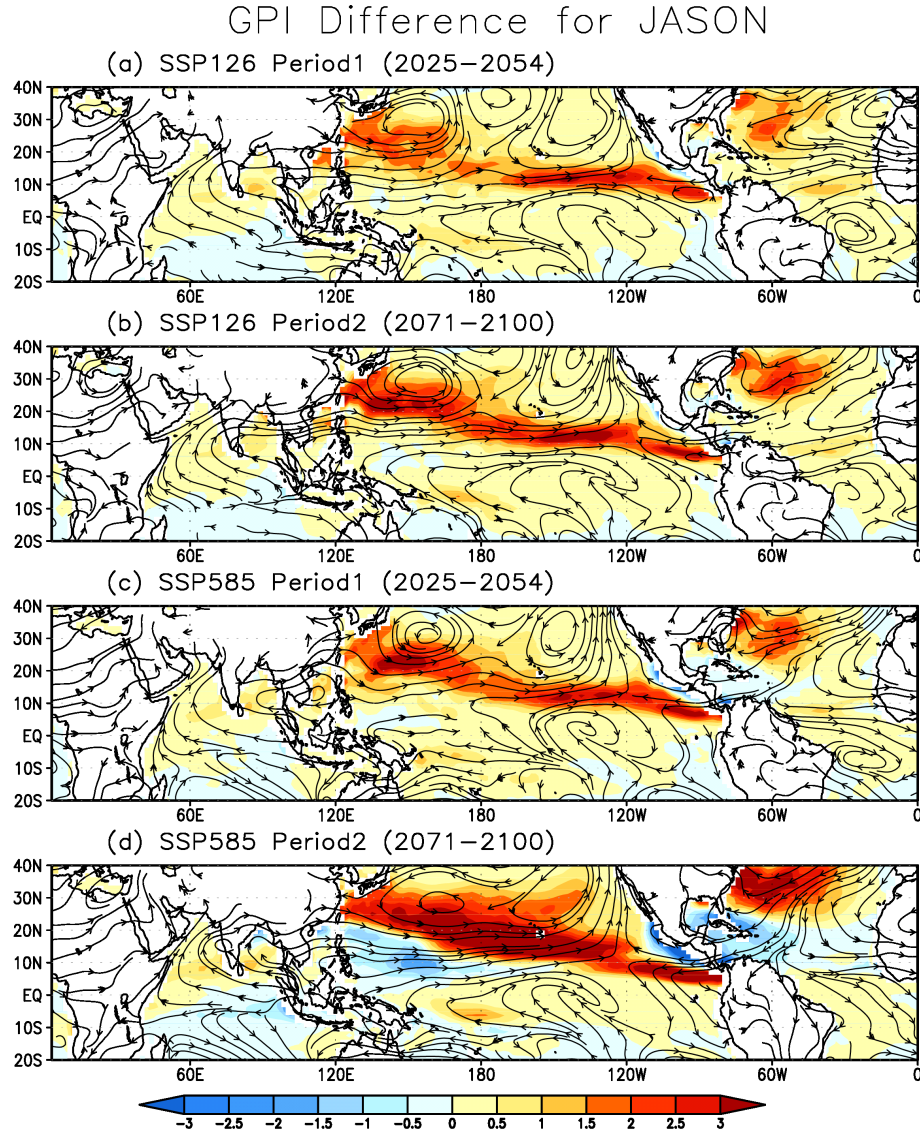 GPI Difference for JASON
(a) SSP126 Period1 (2025−2054)
40N
30N
20N
10N
EQ
10S
20S
60E 120E 180 120W 60W 0
(b) SSP126 Period2 (2071−2100)
40N
30N
20N
10N
EQ
10S
20S
60E 120E 180 120W 60W 0
(c) SSP585 Period1 (2025−2054)
40N
30N
20N
10N
EQ
10S
20S
60E 120E 180 120W 60W 0
(d) SSP585 Period2 (2071−2100)
40N
30N
20N
10N
EQ
10S
20S
60E 120E 180 120W 60W 0
−3 −2.5 −2 −1.5 −1 −0.5 0 0.5 1 1.5 2 2.5 3